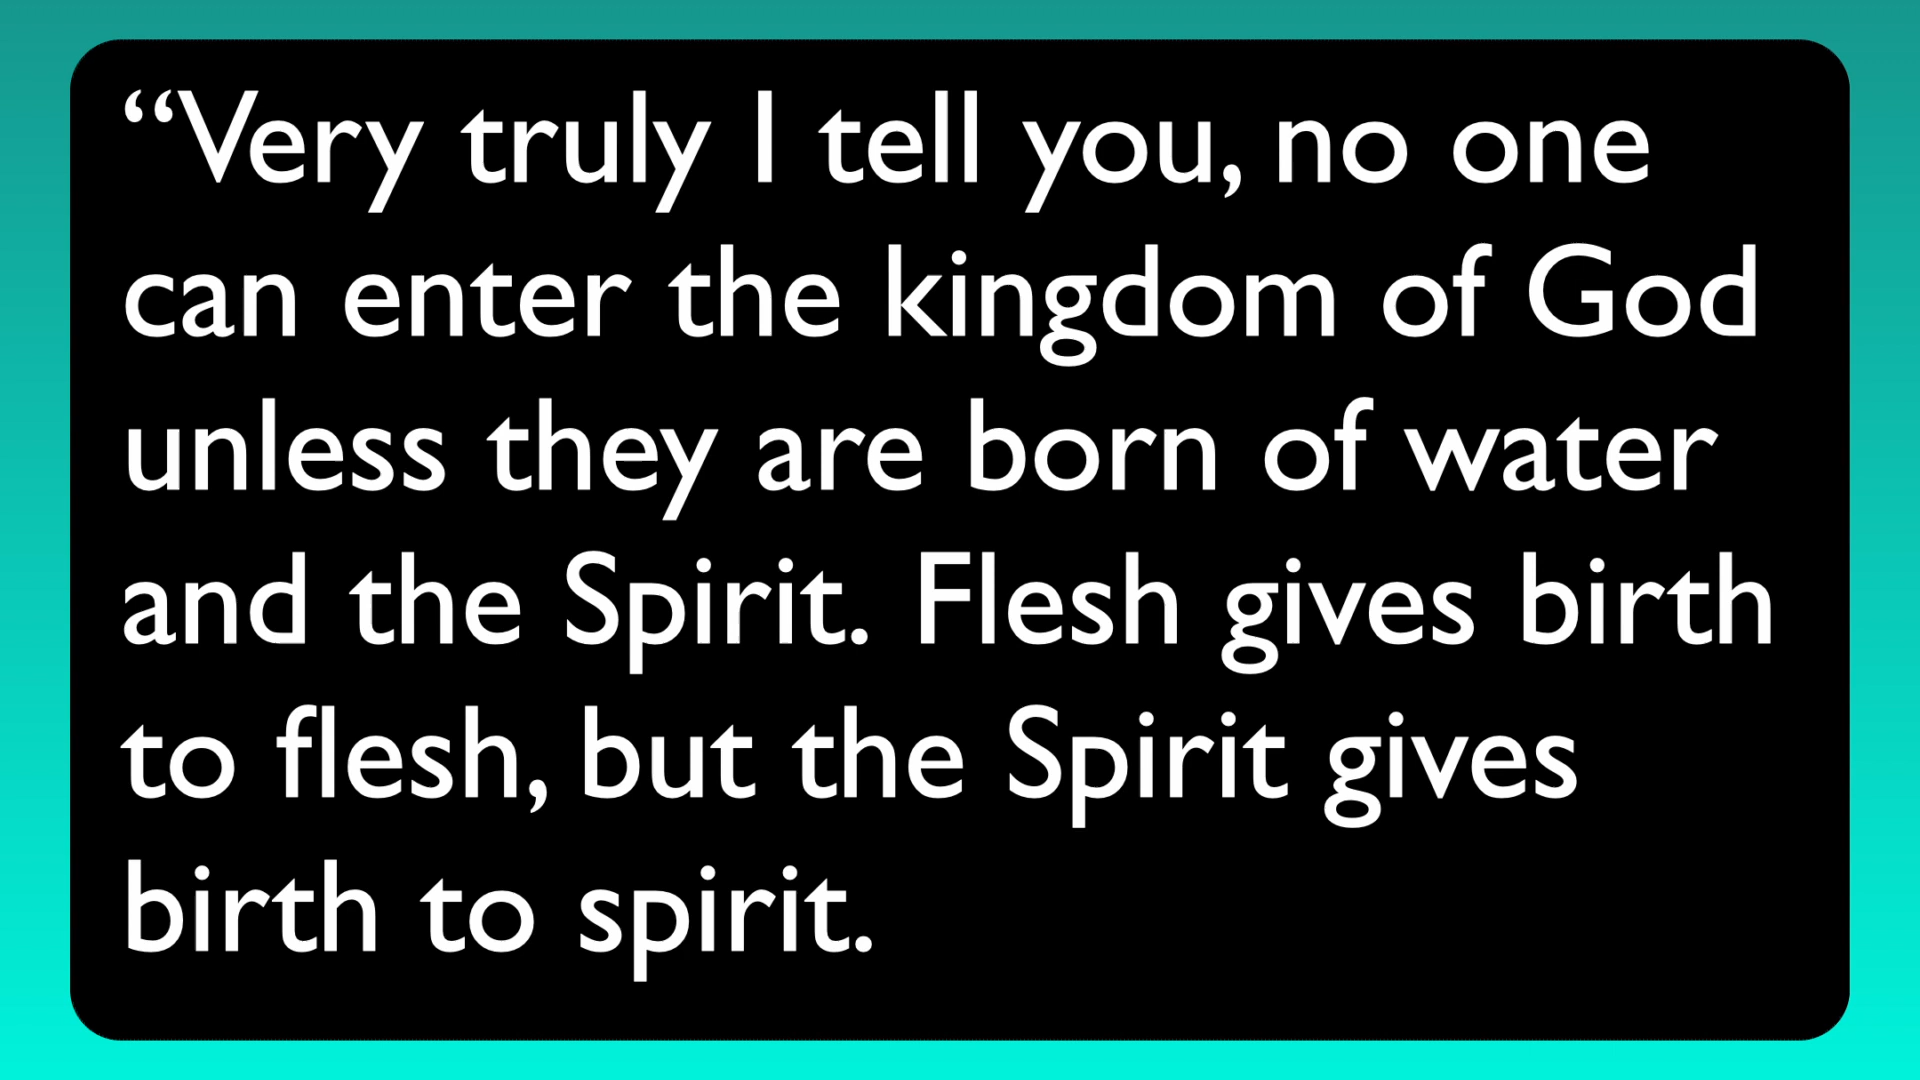 “Very truly I tell you, no one
can enter the kingdom of God
unless they are born of water
and the Spirit. Flesh gives birth
to flesh, but the Spirit gives
birth to spirit.